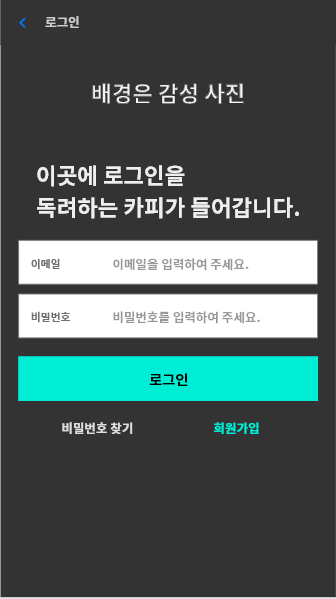 로그인
배경은 감성 사진
이곳에 로그인을
독려하는 카피가 들어갑니다.
이메일 이메일을 입력하여 주세요.
비밀번호 비밀번호를 입력하여 주세요.
로그인
비밀번호 찾기 회원가입